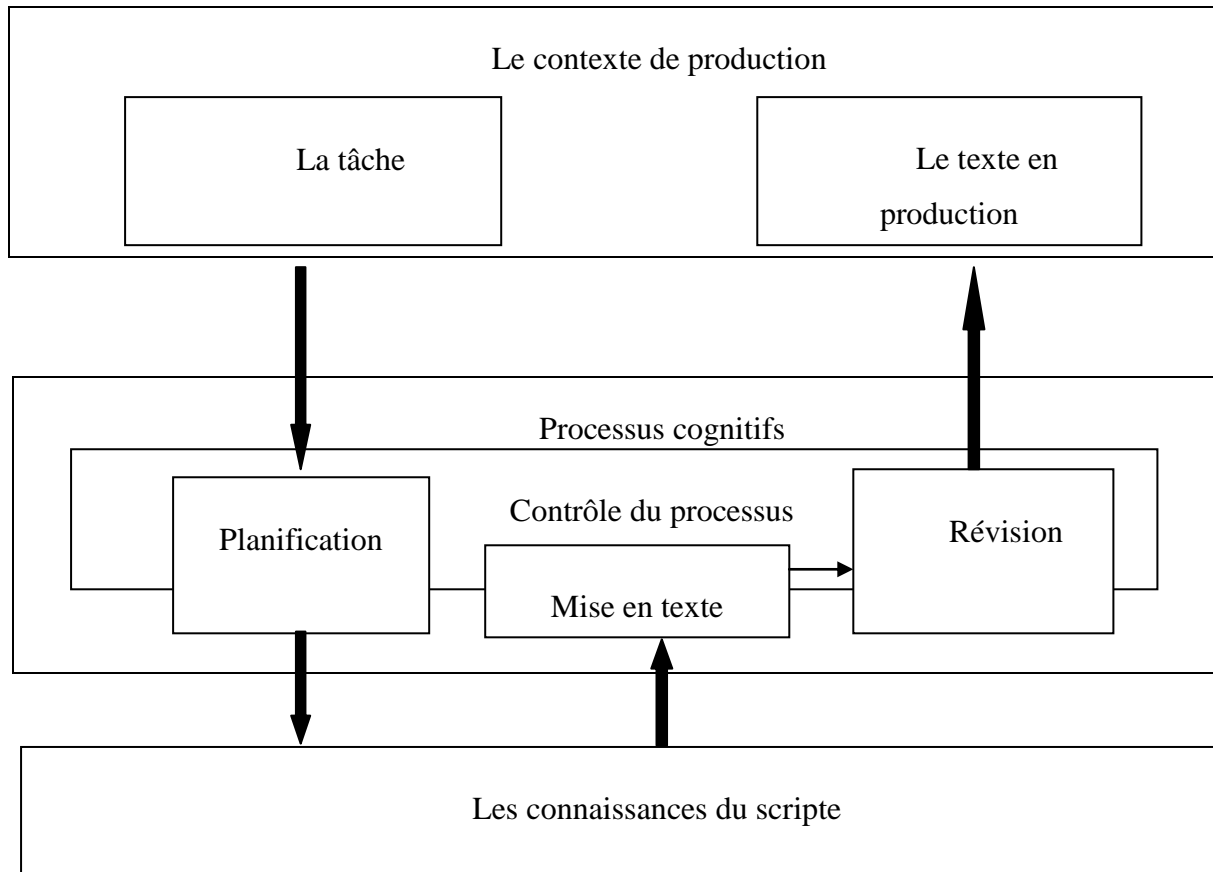 Le contexte de production
La tâche
Le texte en
production
Processus cognitifs
Contrôle du processus
Planification
Révision
Mise en texte
Les connaissances du scripte